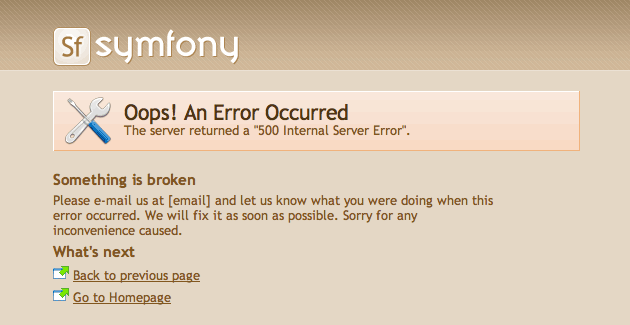 Sf symfony
Oops! An Error Occurred
The server returned a "500 Internal Server Error".
Something is broken
Please e-mail us at [email] and let us know what you were doing when this
error occurred. We will fix it as soon as possible. Sorry for any
inconvenience caused.
What's next
Back to previous page
Go to Homepage